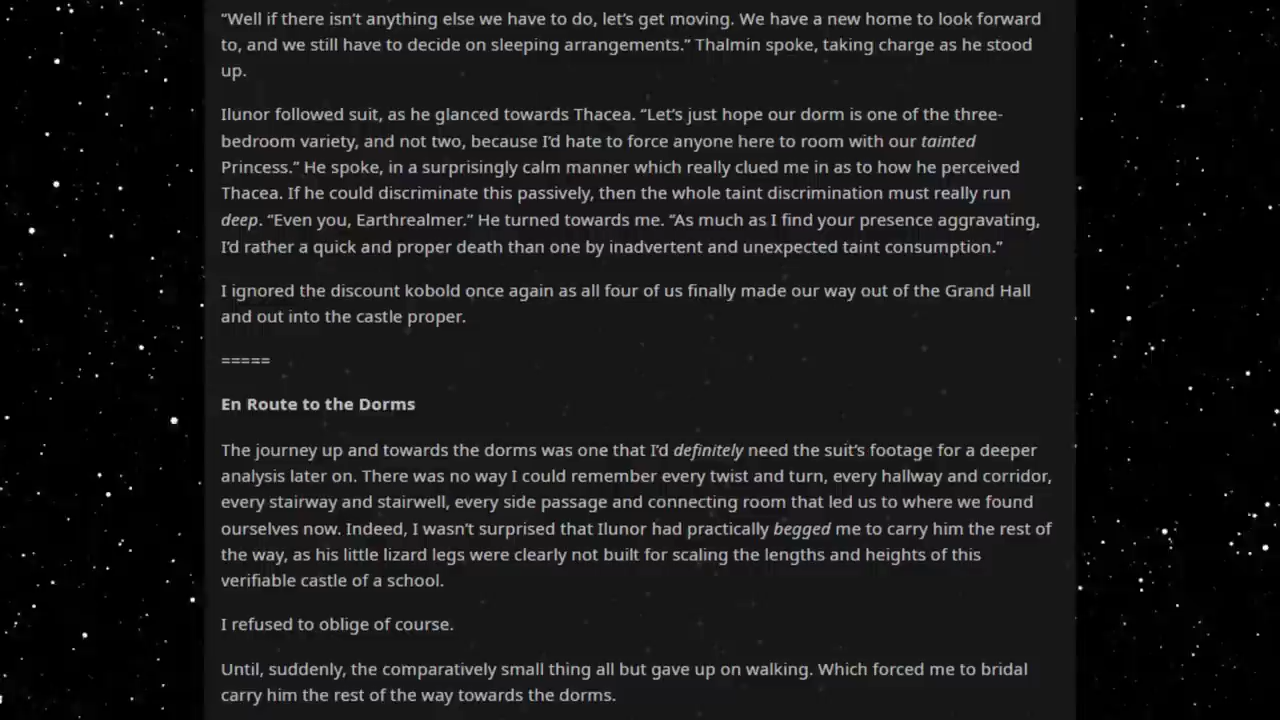 “Well if there isn’t anything else we have to do, let’s get moving. We have a new home to look forward
to, and we still have to decide on sleeping arrangements.” Thalmin spoke, taking charge as he stood
up.
Ilunor followed suit, as he glanced towards Thacea. “Let’s just hope our dorm is one of the three-
bedroom variety, and not two, because I’d hate to force anyone here to room with our tainted
Princess.” He spoke, in a surprisingly calm manner which really clued me in as to how he perceived
Thacea. If he could discriminate this passively, then the whole taint discrimination must really run
deep. “Even you, Earthrealmer.” He turned towards me. “As much as I find your presence aggravating,
I’d rather a quick and proper death than one by inadvertent and unexpected taint consumption.”
I ignored the discount kobold once again as all four of us finally made our way out of the Grand Hall
and out into the castle proper.
=====
En Route to the Dorms
The journey up and towards the dorms was one that I’d definitely need the suit’s footage for a deeper
analysis later on. There was no way I could remember every twist and turn, every hallway and corridor,
every stairway and stairwell, every side passage and connecting room that led us to where we found
ourselves now. Indeed, I wasn’t surprised that Ilunor had practically begged me to carry him the rest of
the way, as his little lizard legs were clearly not built for scaling the lengths and heights of this
verifiable castle of a school.
I refused to oblige of course.
Until, suddenly, the comparatively small thing all but gave up on walking. Which forced me to bridal
carry him the rest of the way towards the dorms.